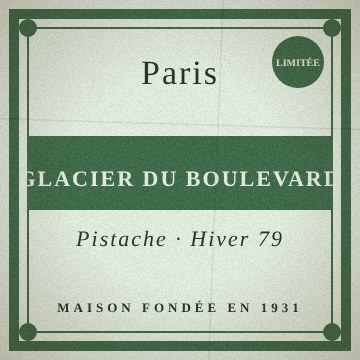 Paris
LIMITÉE
GLACIER DU BOULEVARD
Pistache · Hiver 79
MAISON FONDÉE EN 1931